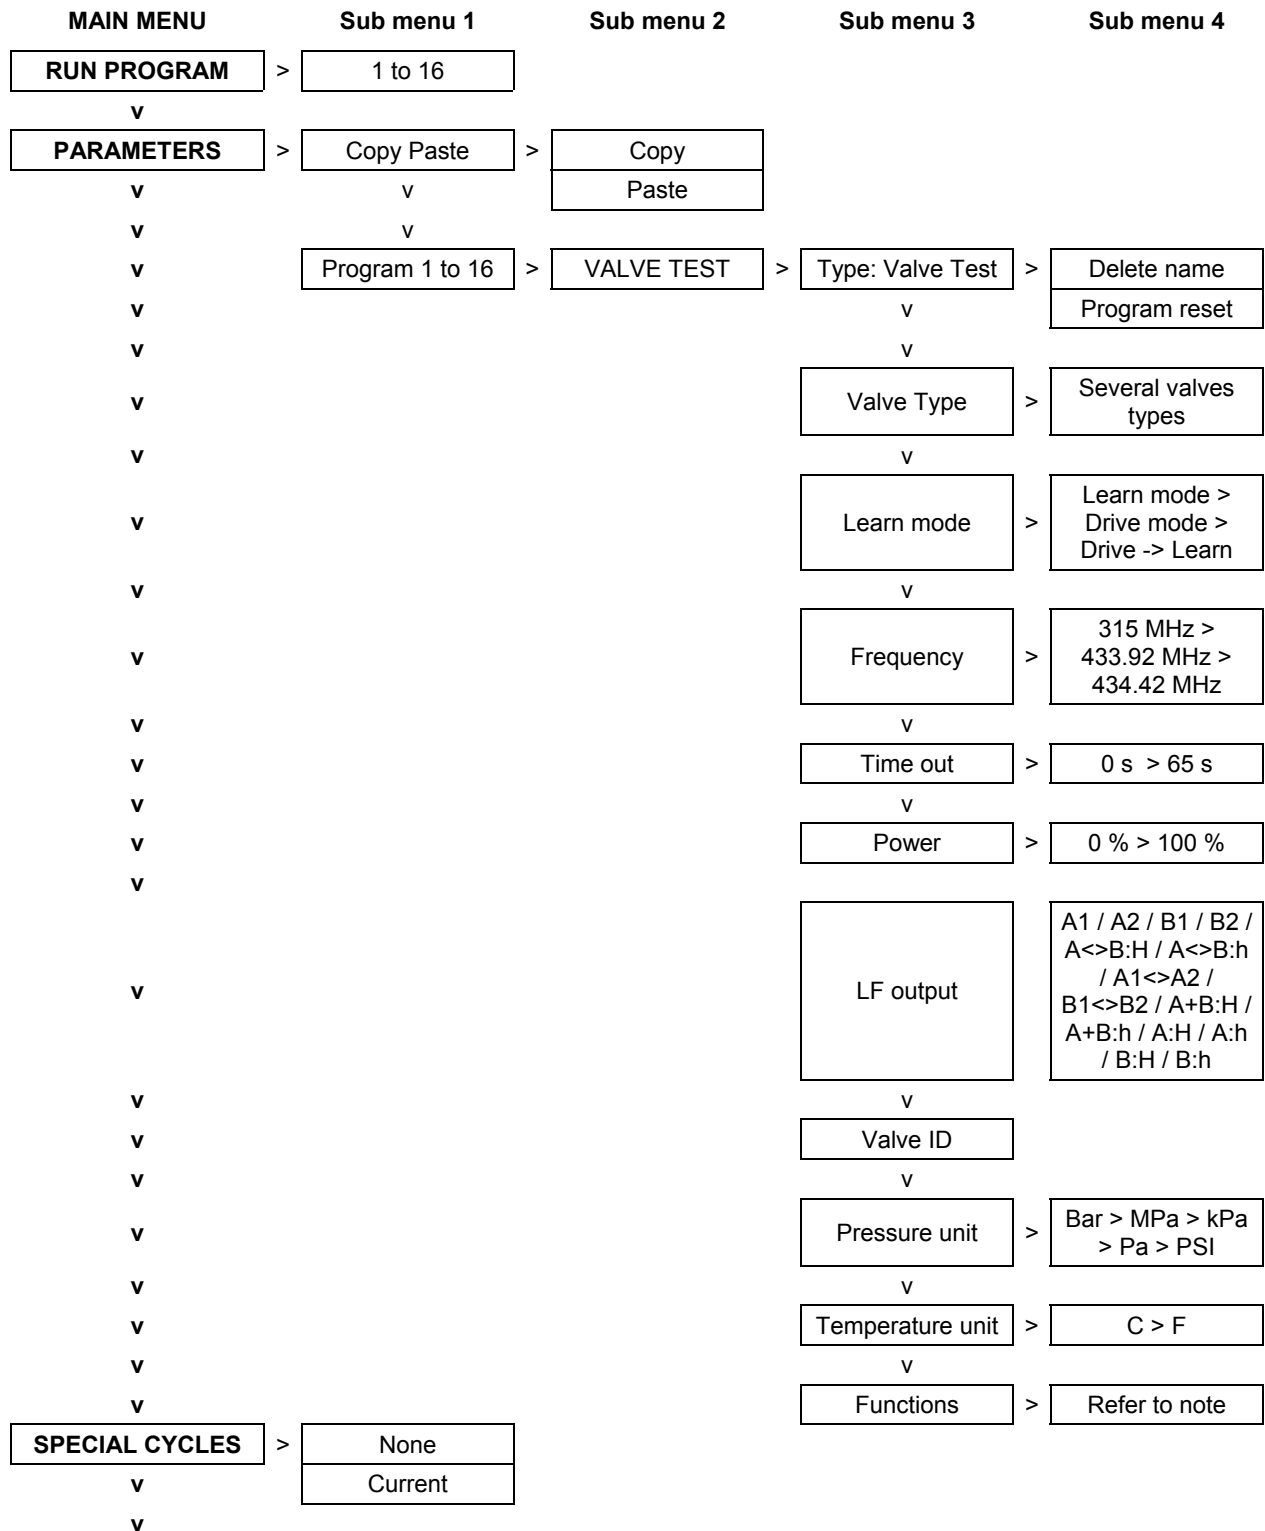 MAIN MENU Sub menu 1 Sub menu 2 Sub menu 3 Sub menu 4
RUN PROGRAM > 1 to 16
v
PARAMETERS > Copy Paste > Copy
v v Paste
v v
v Program 1 to 16 > VALVE TEST > Type: Valve Test > Delete name
v v Program reset
v v
v Valve Type > Several valves
types
v v
Learn mode >
v Learn mode > Drive mode >
Drive -> Learn
v v
315 MHz >
v Frequency > 433.92 MHz >
434.42 MHz
v v
v Time out > 0 s > 65 s
v v
v Power > 0 % > 100 %
v
A1 / A2 / B1 / B2 /
A<>B:H / A<>B:h
/ A1<>A2 /
v LF output B1<>B2 / A+B:H /
A+B:h / A:H / A:h
/ B:H / B:h
v v
v Valve ID
v v
v Pressure unit > Bar > MPa > kPa
> Pa > PSI
v v
v Temperature unit > C > F
v v
v Functions > Refer to note
SPECIAL CYCLES > None
v Current
v